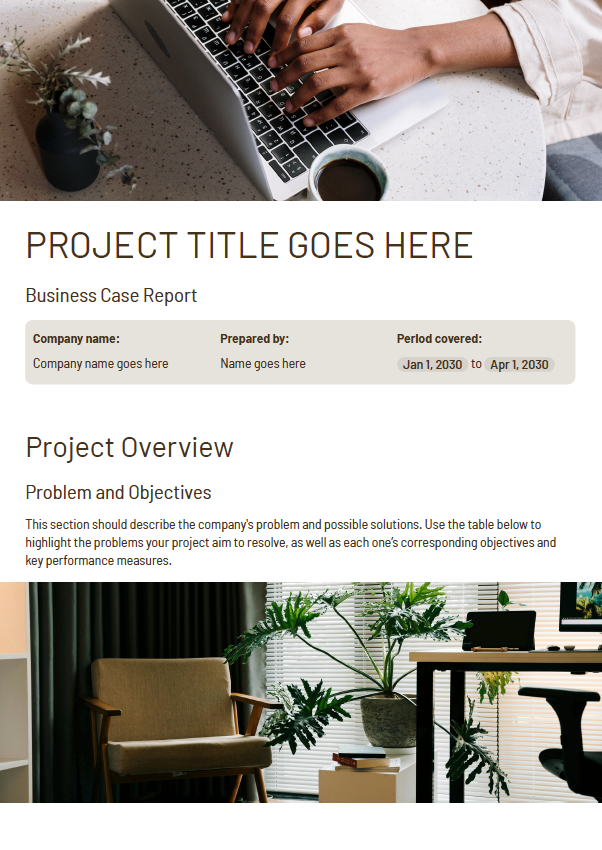 PROJECT TITLE GOES HERE
Business Case Report
Company name: Prepared by: Period covered:
Company name goes here Name goes here Jan 1, 2030 to Apr 1, 2030
Project Overview
Problem and Objectives
This section should describe the company's problem and possible solutions. Use the table below to
highlight the problems your project aim to resolve, as well as each one's corresponding objectives and
key performance measures.